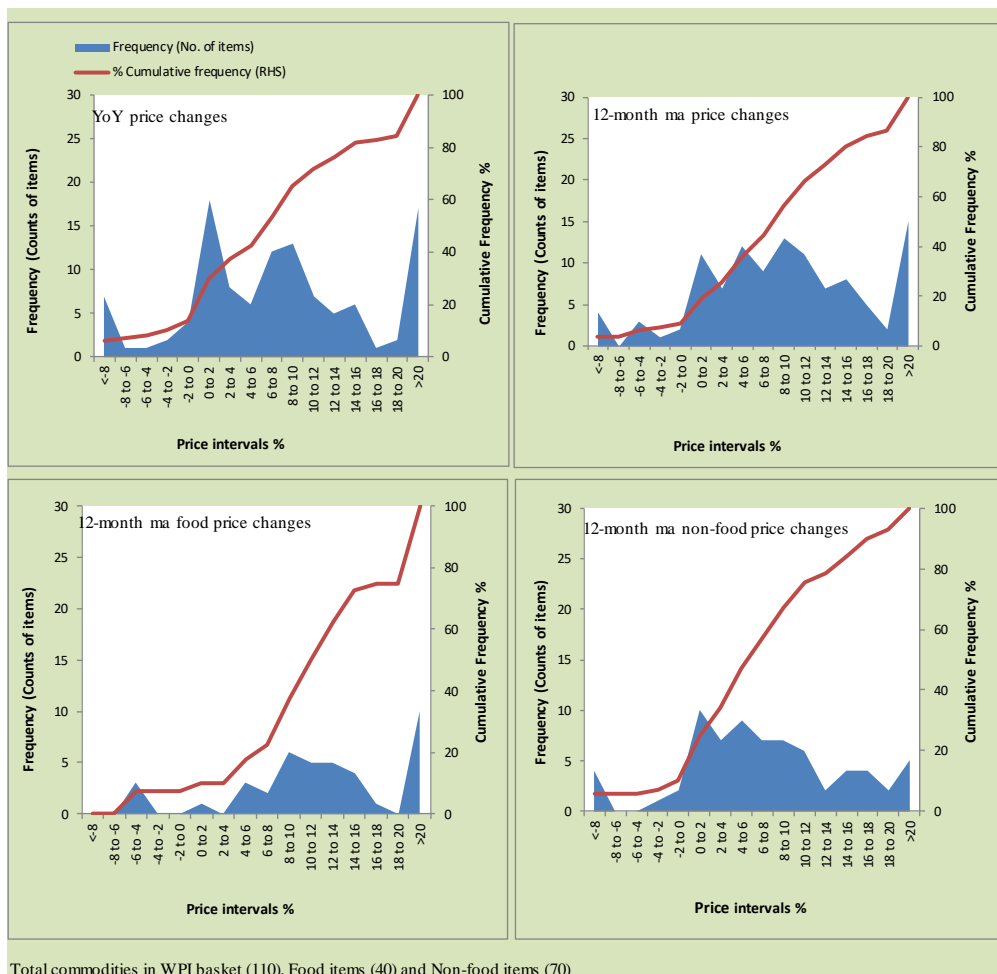 Frequency (No. of items)
% Cumulative frequency (RHS)
YoY price changes
30
25
20
15
10
5
0
Frequency (Counts of items)
100
80
60
40
20
0
Cumulative Frequency %
<-8
-8 to -6
-6 to -4
-4 to -2
-2 to 0
0 to 2
2 to 4
4 to 6
6 to 8
8 to 10
10 to 12
12 to 14
14 to 16
16 to 18
18 to 20
>20
Price intervals %
12-month ma price changes
30
25
20
15
10
5
0
Frequency (Counts of items)
100
80
60
40
20
0
Cumulative Frequency %
<-8
-8 to -6
-6 to -4
-4 to -2
-2 to 0
0 to 2
2 to 4
4 to 6
6 to 8
8 to 10
10 to 12
12 to 14
14 to 16
16 to 18
18 to 20
>20
Price intervals %
12-month ma food price changes
30
25
20
15
10
5
0
Frequency (Counts of items)
100
80
60
40
20
0
Cumulative Frequency %
<-8
-8 to -6
-6 to -4
-4 to -2
-2 to 0
0 to 2
2 to 4
4 to 6
6 to 8
8 to 10
10 to 12
12 to 14
14 to 16
16 to 18
18 to 20
>20
Price intervals %
12-month ma non-food price changes
30
25
20
15
10
5
0
Frequency (Counts of items)
100
80
60
40
20
0
Cumulative Frequency %
<-8
-8 to -6
-6 to -4
-4 to -2
-2 to 0
0 to 2
2 to 4
4 to 6
6 to 8
8 to 10
10 to 12
12 to 14
14 to 16
16 to 18
18 to 20
>20
Price intervals %
Total commodities in WPI basket (110), Food items (40) and Non-food items (70)